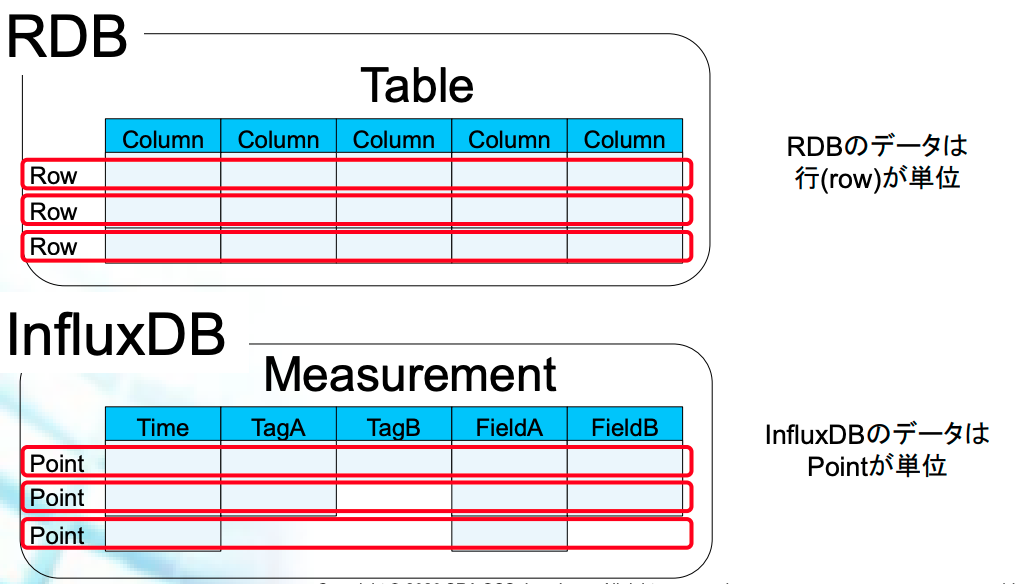 RDB
Table
Column Column Column Column Column
Row
Row
Row
RDBのデータは
行(row)が単位
InfluxDB
Measurement
Time TagA TagB FieldA FieldB
Point
Point
Point
InfluxDBのデータは
Pointが単位